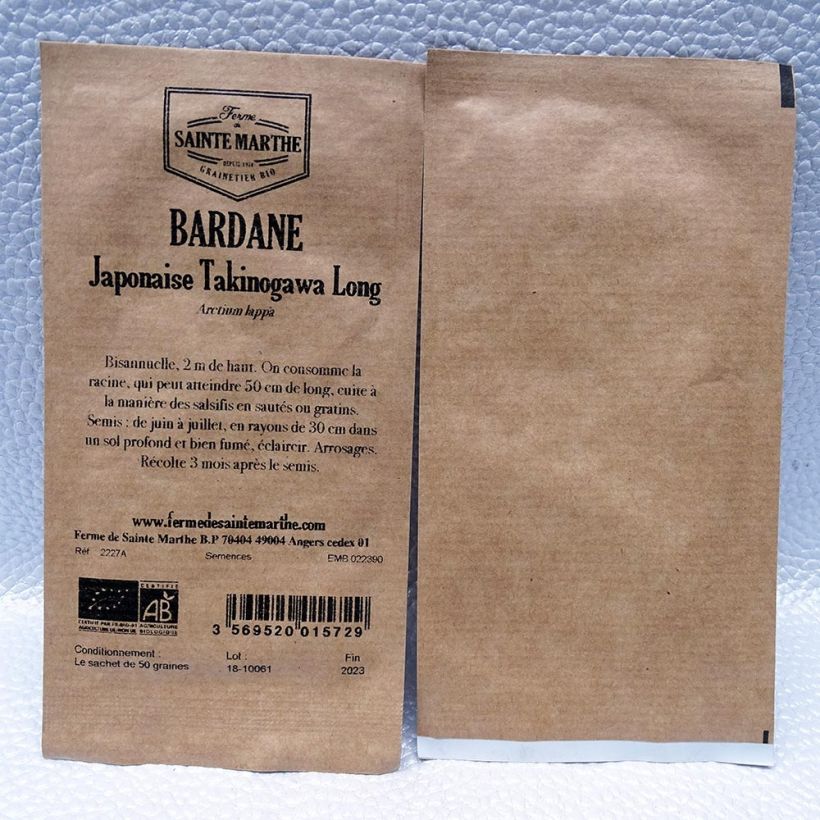 Ferme
de
SAINTE MARTHE
DEPUIS 1974
GRAINETIER BIO
BARDANE
Japonaise Takinogawa Long
Arctium lappa
Bisannuelle, 2 m de haut. On consomme la
racine, qui peut atteindre 50 cm de long, cuite à
la manière des salsifis en sautés ou gratins.
Semis : de juin à juillet, en rayons de 30 cm dans
un sol profond et bien fumé, éclaircir. Arrosages.
Récolte 3 mois après le semis.
www.fermedesaintemarthe.com
Ferme de Sainte Marthe B.P 70404 49004 Angers cedex 01
Réf 2227A Semences EMB 022390
CERTIFIÉ
AB
AGRICULTURE
BIOLOGIQUE
3 569520 015729
Conditionnement : Lot : Fin
Le sachet de 50 graines 18-10061 2023